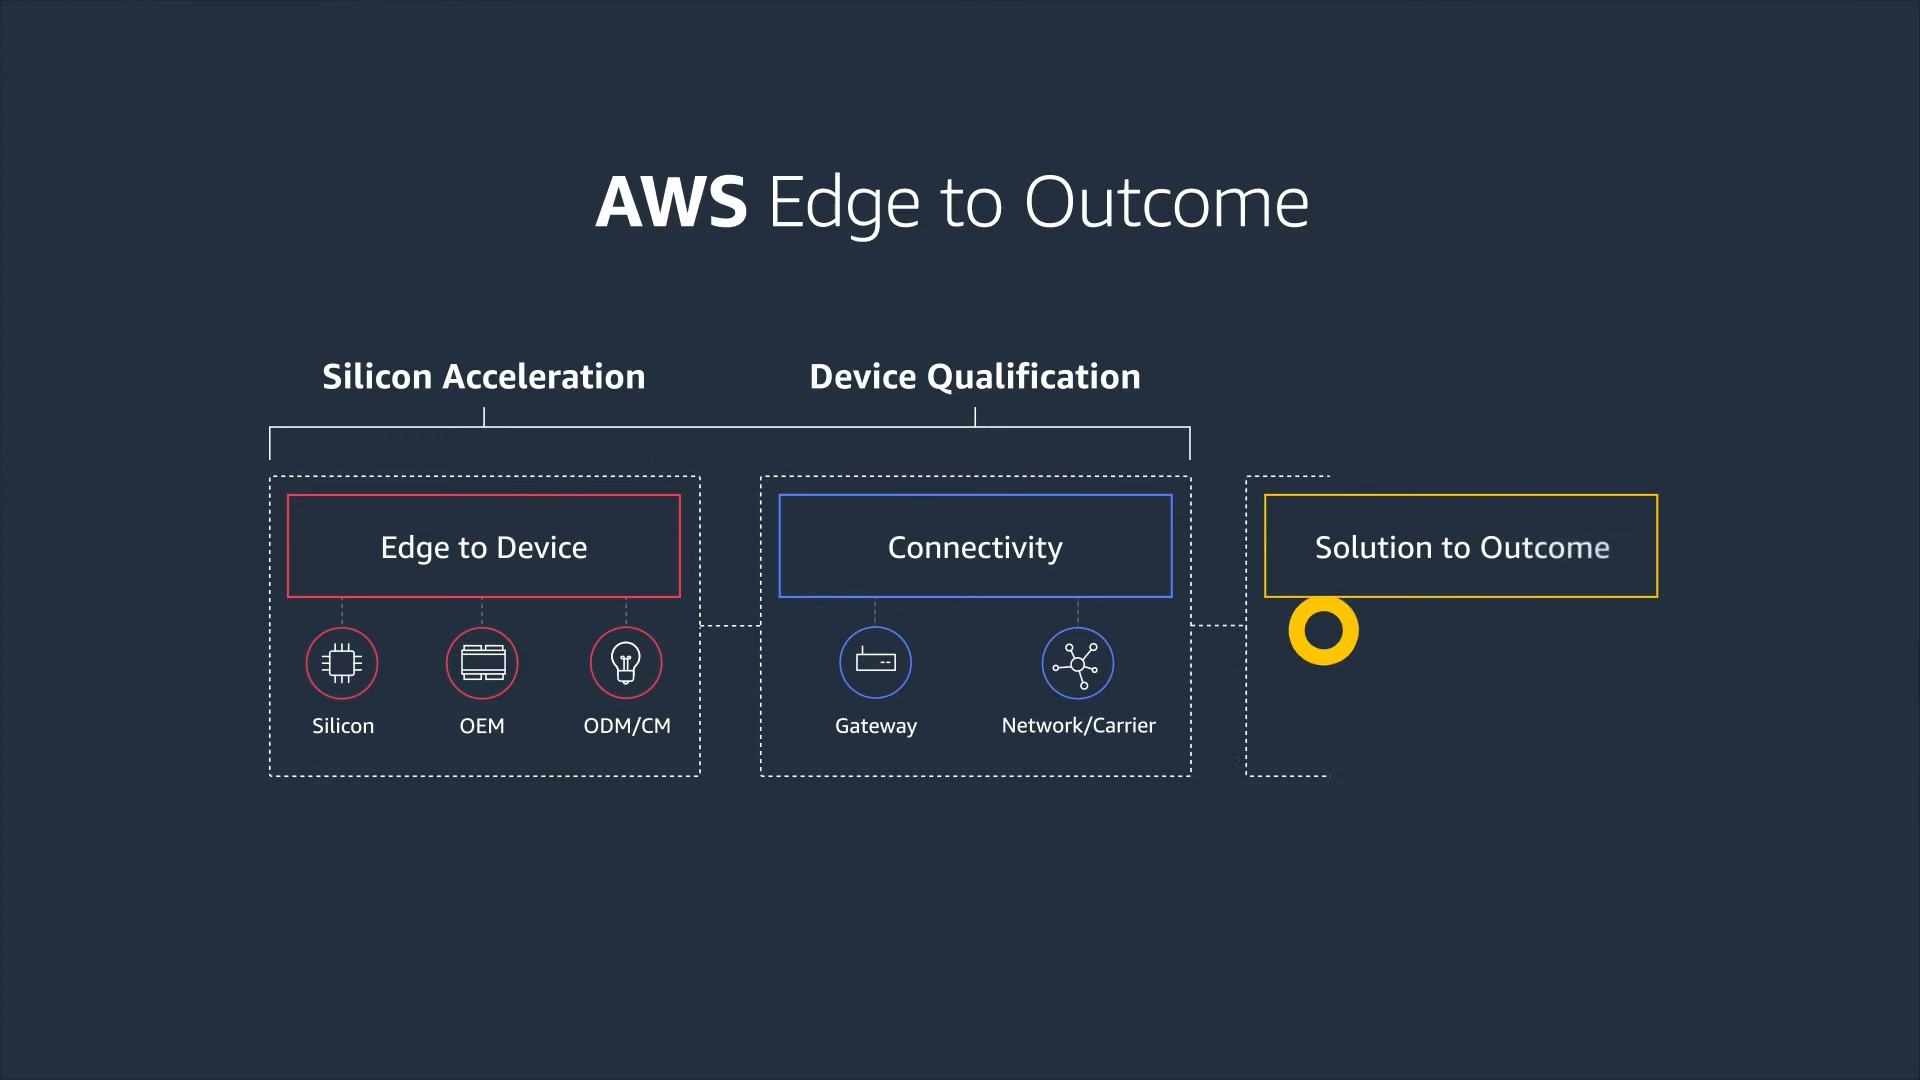 AWS Edge to Outcome
Silicon Acceleration
Device Qualification
Edge to Device
Connectivity
Solution to Outcome
Silicon
OEM
ODM/CM
Gateway
Network/Carrier